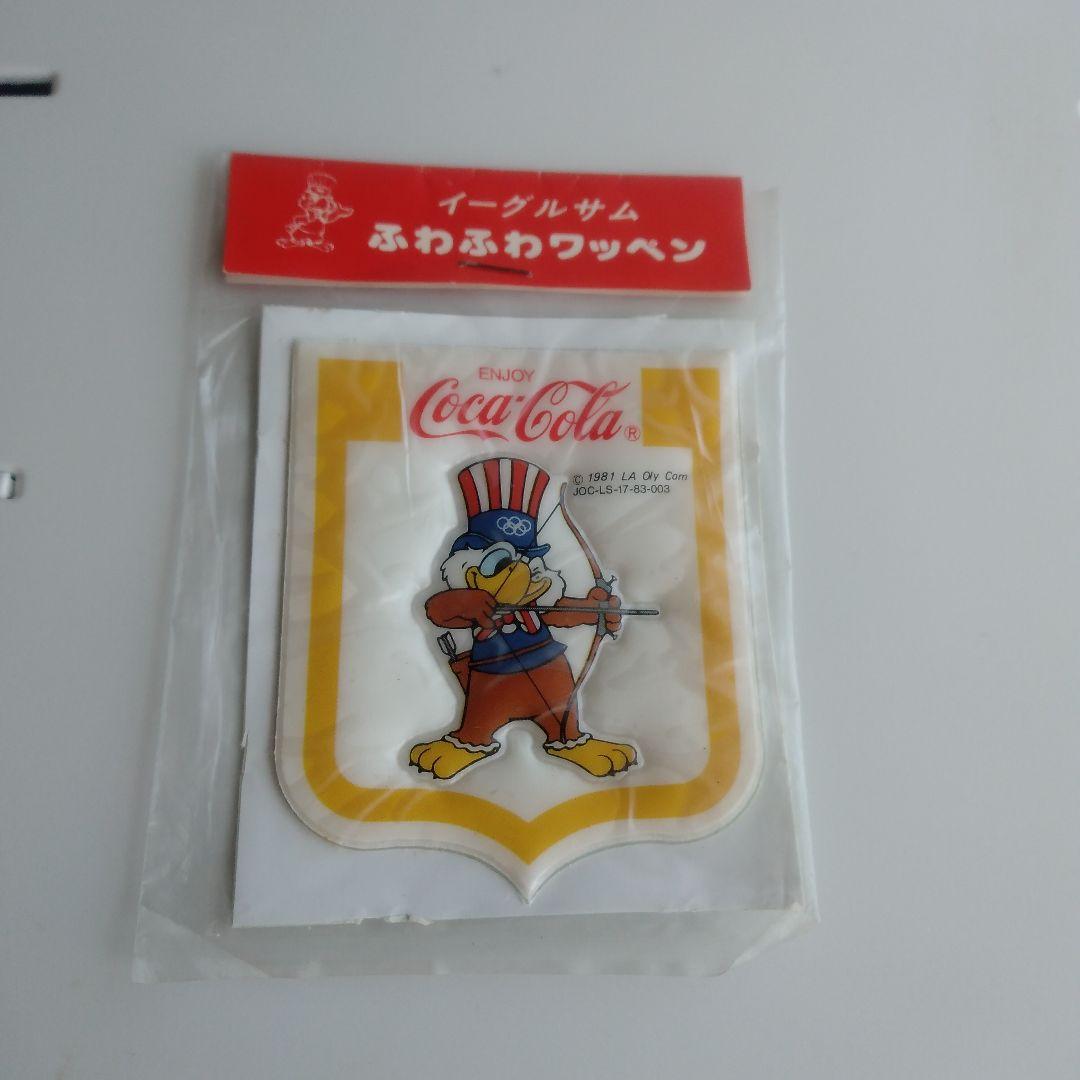 イーグルサム
ふわふわワッペン
ENJOY
Coca-Cola®
© 1981 LA Oly Com
JOC-LS-17-83-003